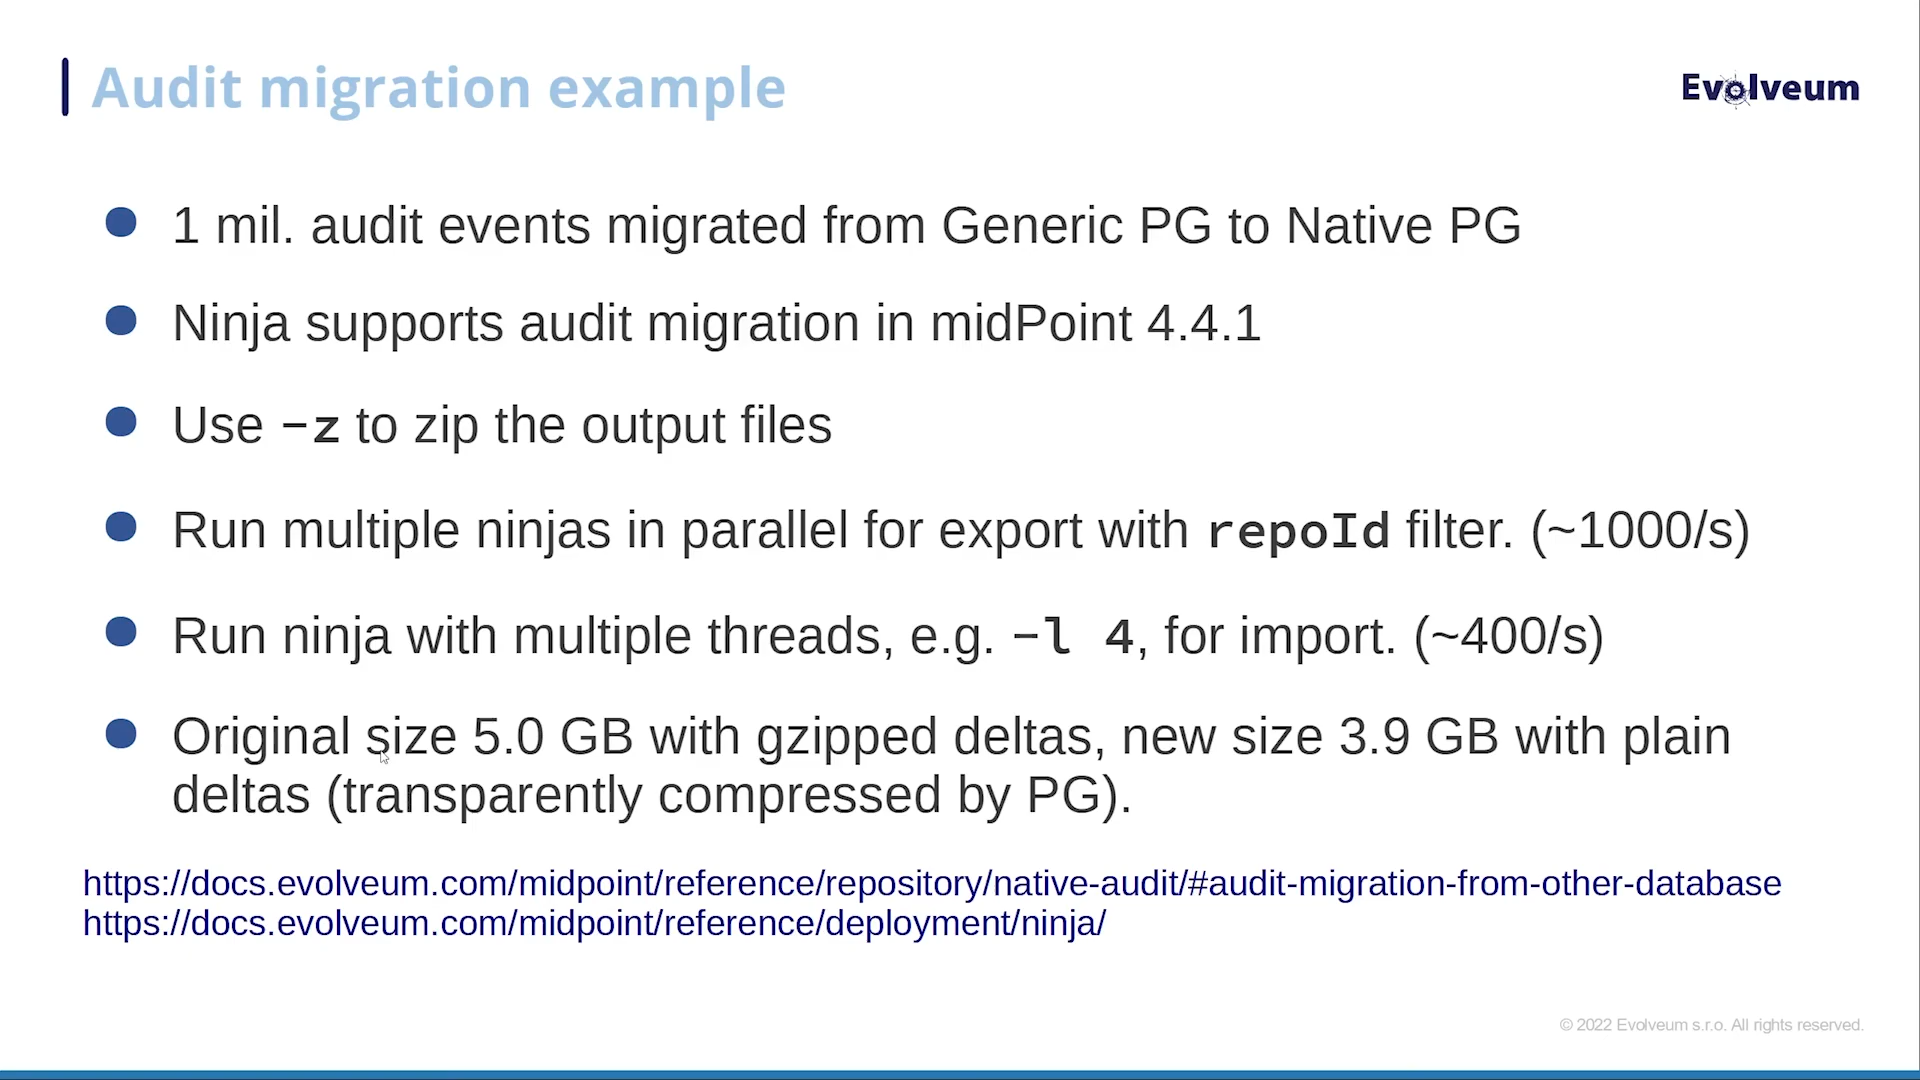 Audit migration example
Evolveum
1 mil. audit events migrated from Generic PG to Native PG
Ninja supports audit migration in midPoint 4.4.1
Use -z to zip the output files
Run multiple ninjas in parallel for export with repoId filter. (~1000/s)
Run ninja with multiple threads, e.g. -l 4, for import. (~400/s)
Original size 5.0 GB with gzipped deltas, new size 3.9 GB with plain
deltas (transparently compressed by PG).
https://docs.evolveum.com/midpoint/reference/repository/native-audit/#audit-migration-from-other-database
https://docs.evolveum.com/midpoint/reference/deployment/ninja/
© 2022 Evolveum s.r.o. All rights reserved.